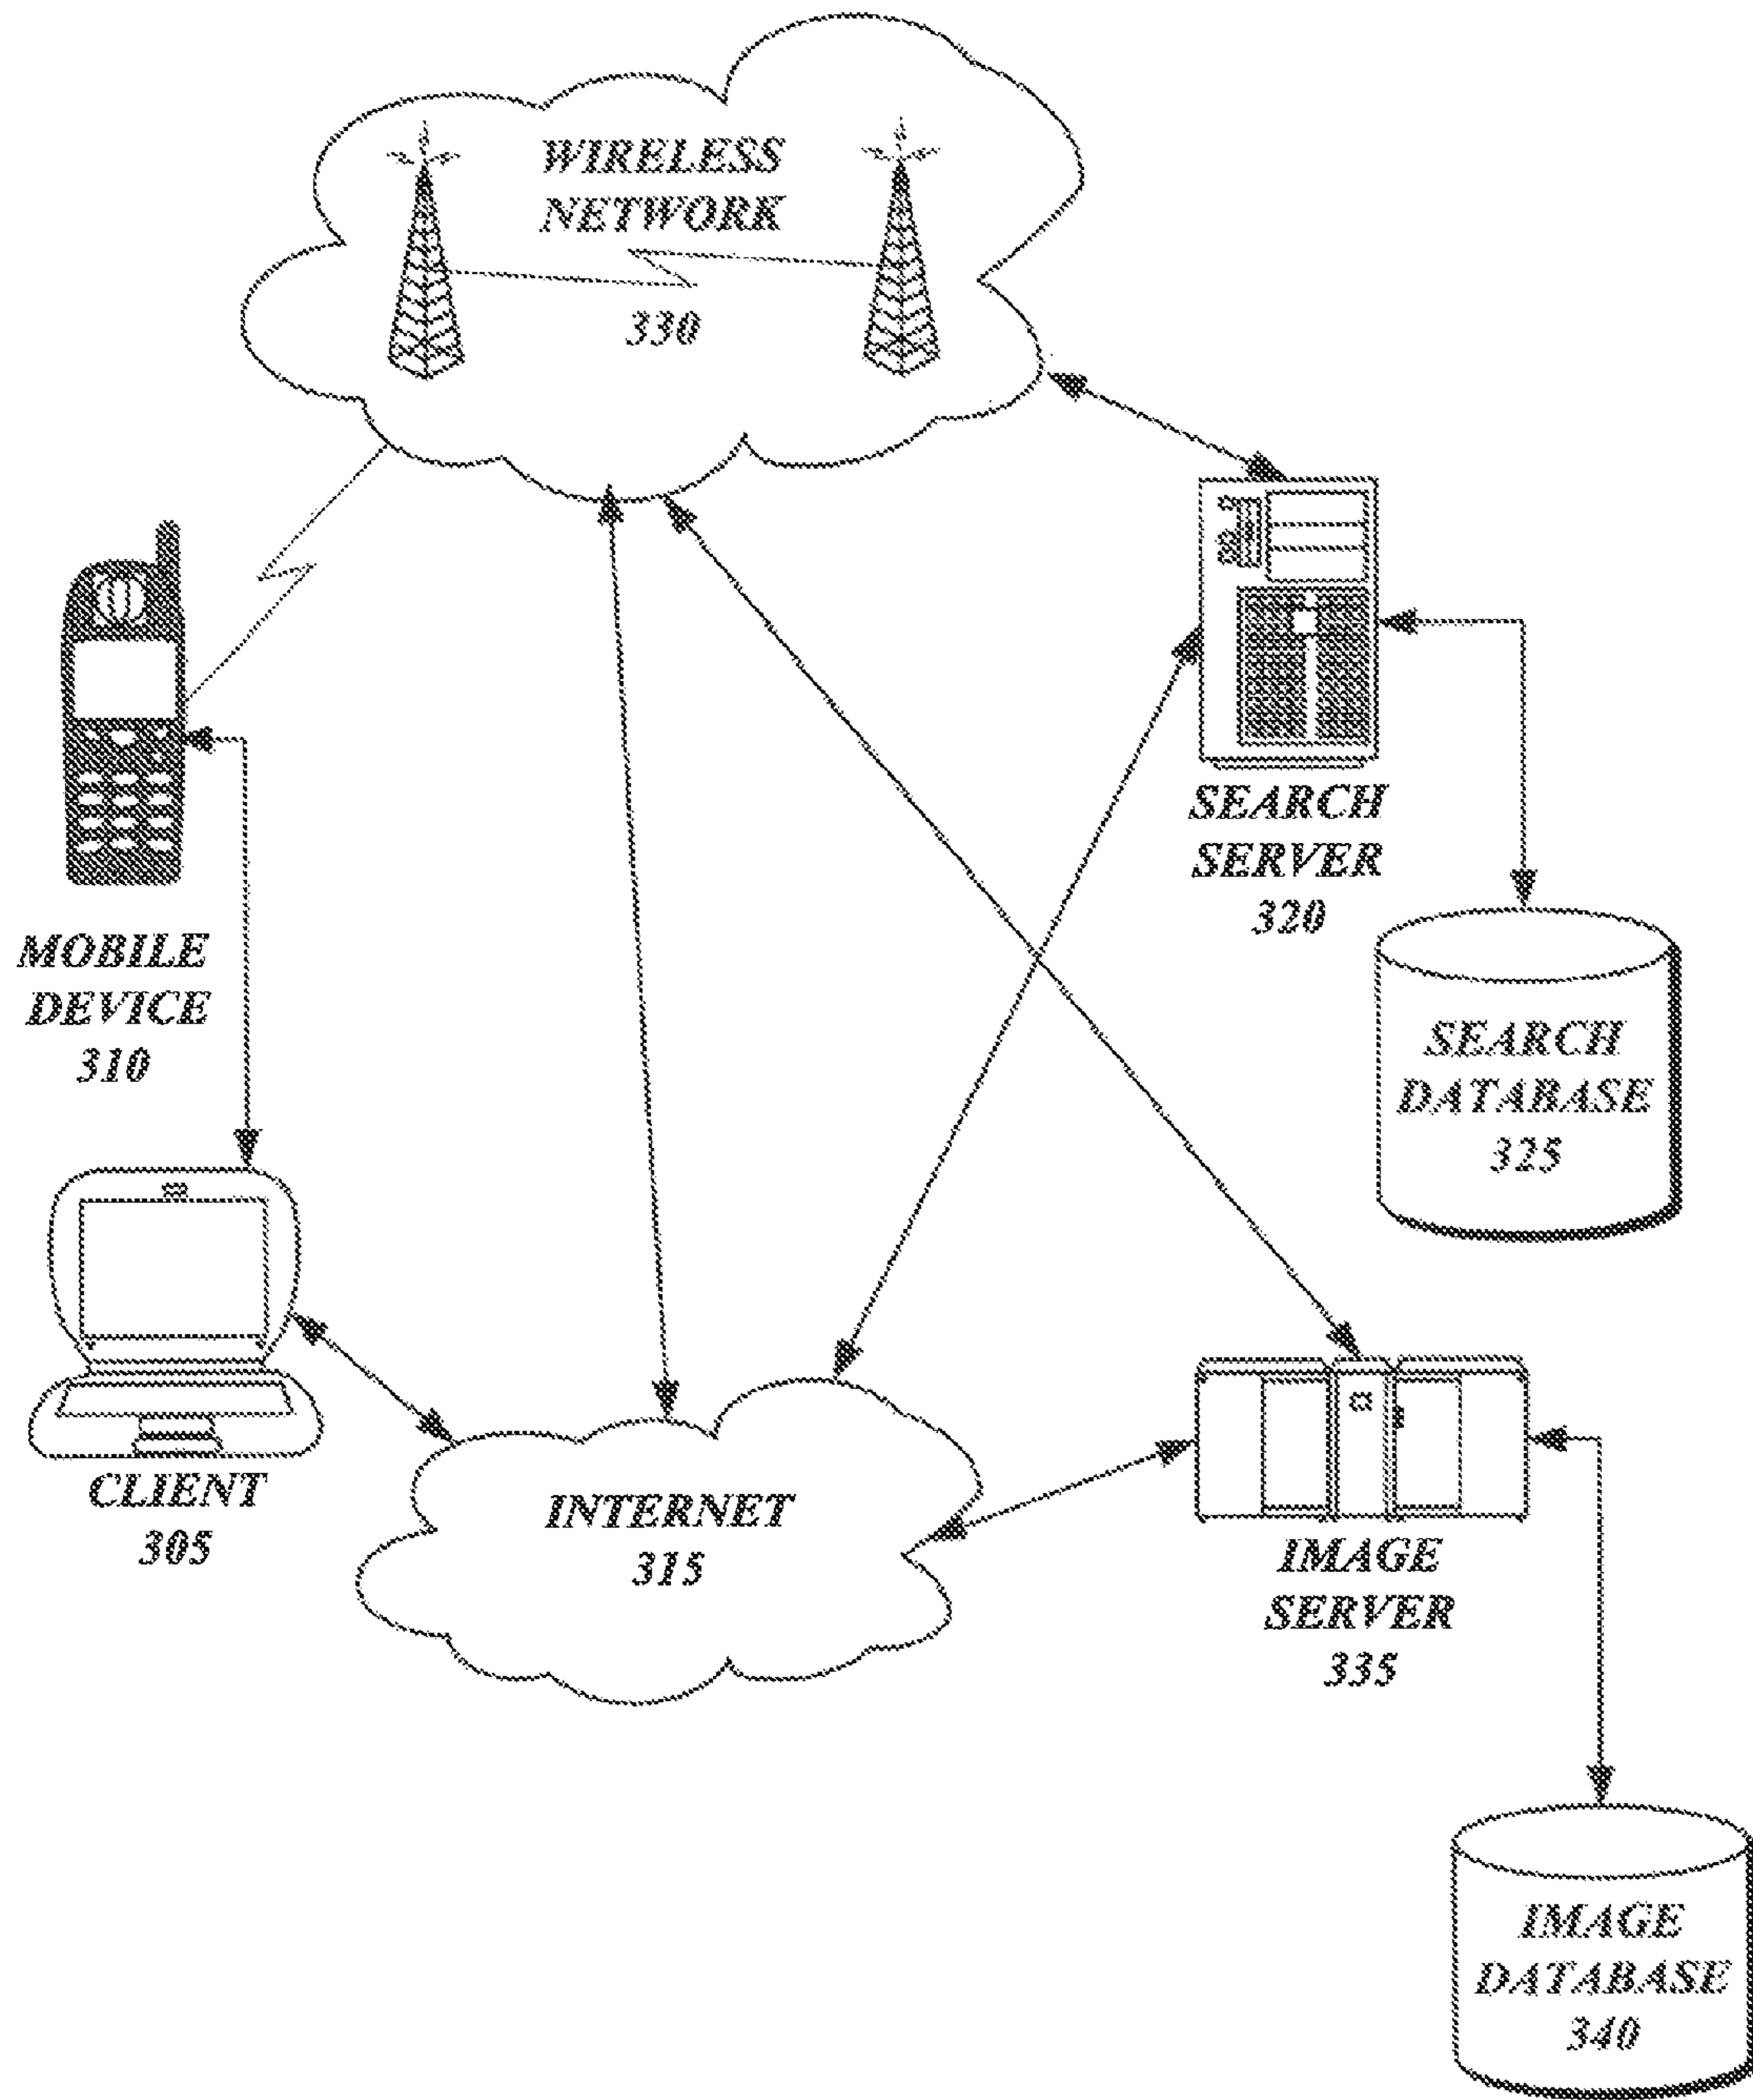 WIRELESS
NETWORK
330
SEARCH
SERVER
320
MOBILE
DEVICE
310
SEARCH
DATABASE
325
CLIENT
305
INTERNET
315
IMAGE
SERVER
335
IMAGE
DATABASE
340